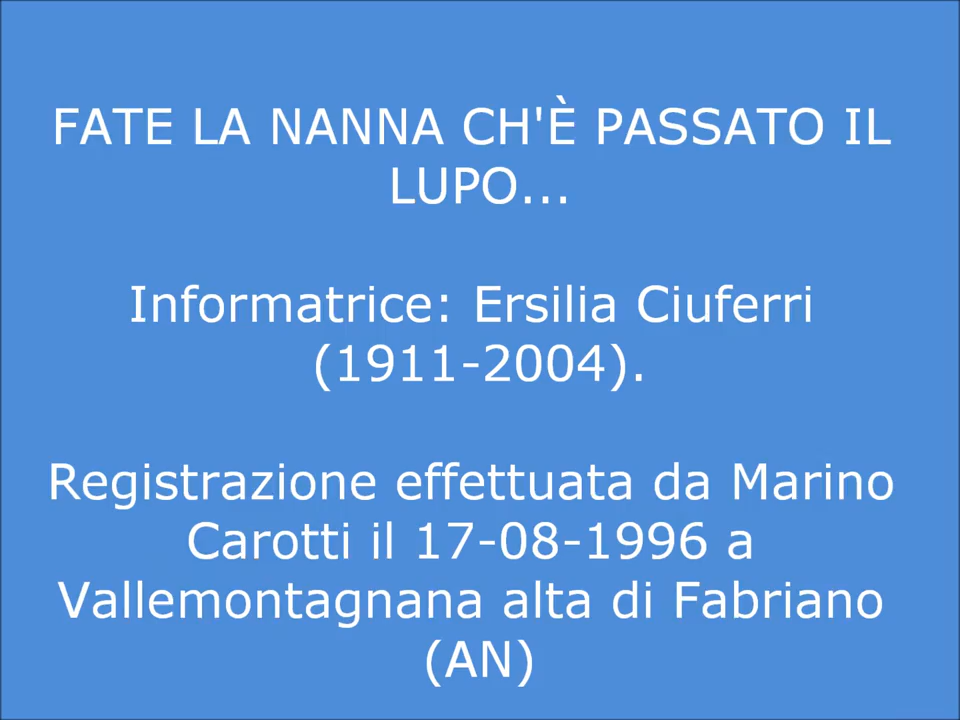 FATE LA NANNA CH'È PASSATO IL
LUPO...
Informatrice: Ersilia Ciuferri
(1911-2004).
Registrazione effettuata da Marino
Carotti il 17-08-1996 a
Vallemontagnana alta di Fabriano
(AN)